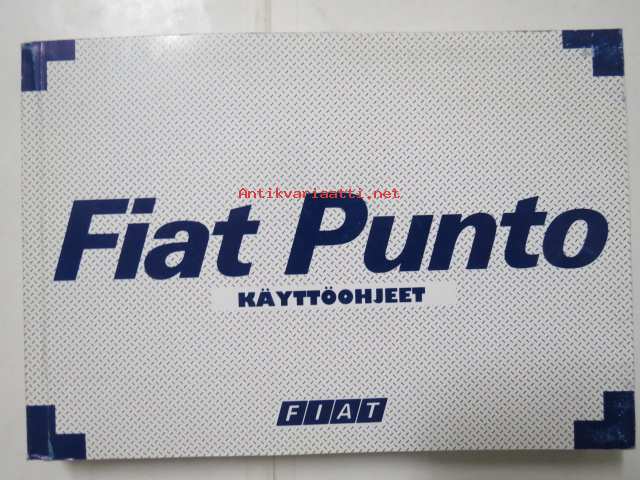 Antikvariaatti.net
Fiat Punto
KÄYTTÖOHJEET
FIAT